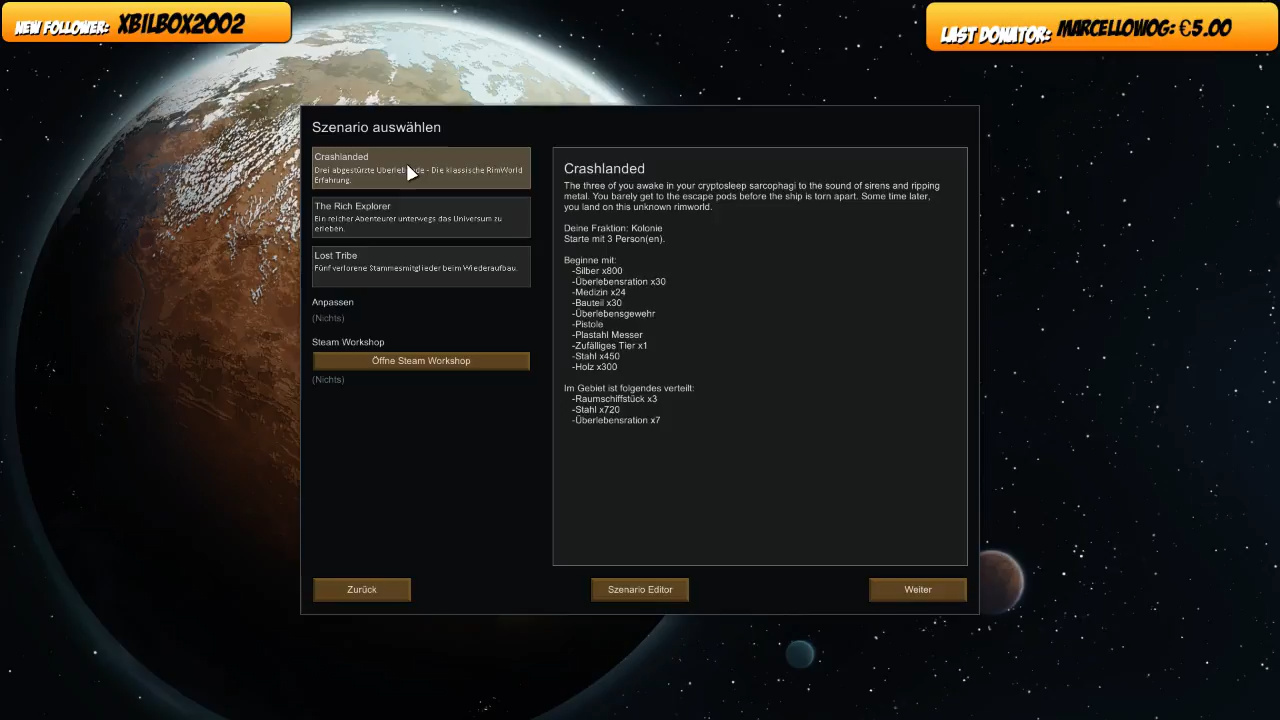 NEW FOLLOWER: XBILBOX2002
LAST DONATOR: MARCELLOWOG: €5.00
Szenario auswählen
Crashlanded
Drei abgestürzte Überlebende - Die klassische RimWorld
Erfahrung.
The Rich Explorer
Ein reicher Abenteurer unterwegs das Universum zu
erleben.
Lost Tribe
Fünf verlorene Stammesmitglieder beim Wiederaufbau.
Anpassen
(Nichts)
Steam Workshop
Öffne Steam Workshop
(Nichts)
Crashlanded
The three of you awake in your cryptosleep sarcophagi to the sound of sirens and ripping
metal. You barely get to the escape pods before the ship is torn apart. Some time later,
you land on this unknown rimworld.
Deine Fraktion: Kolonie
Starte mit 3 Person(en).
Beginne mit:
-Silber x800
-Überlebensration x30
-Medizin x24
-Bauteil x30
-Überlebensgewehr
-Pistole
-Plastahl Messer
-Zufälliges Tier x1
-Stahl x450
-Holz x300
Im Gebiet ist folgendes verteilt:
-Raumschiffstück x3
-Stahl x720
-Überlebensration x7
Zurück
Szenario Editor
Weiter